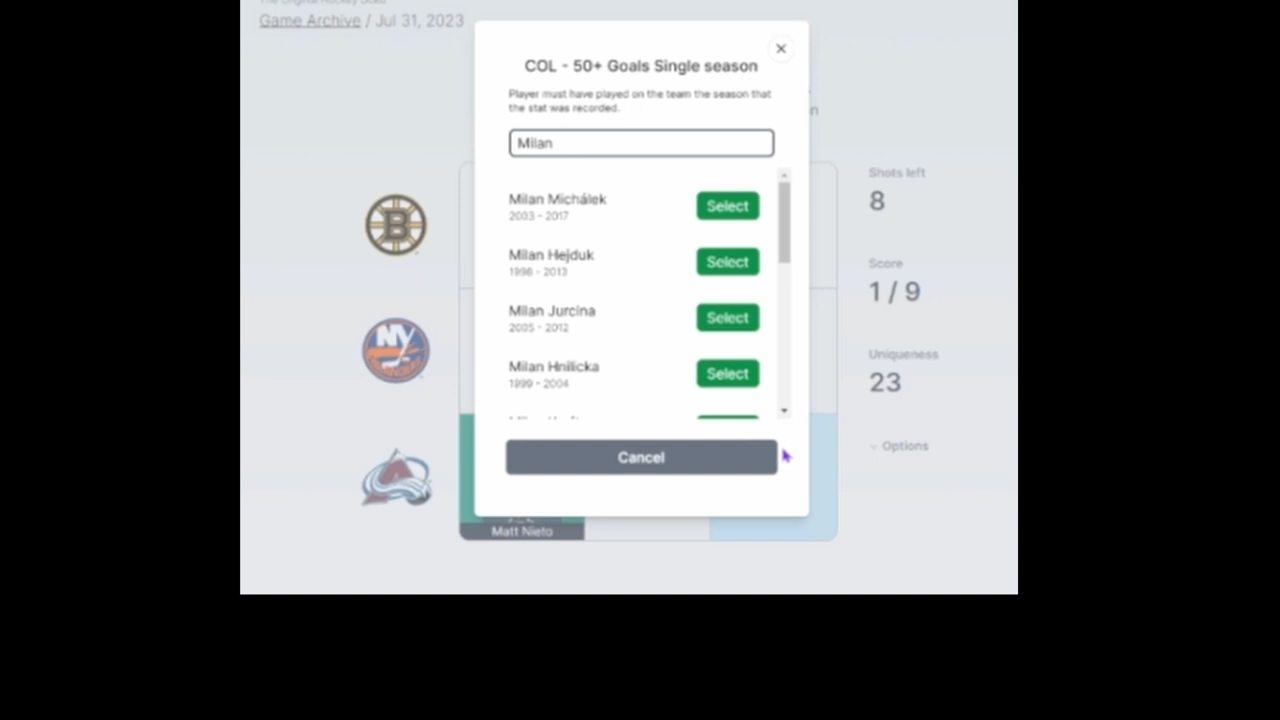 Game Archive / Jul 31, 2023
COL - 50+ Goals Single season
Player must have played on the team the season that
the stat was recorded.
Milan
Milan Michálek
2003 - 2017
Select
Milan Hejduk
1998 - 2013
Select
Milan Jurcina
2005 - 2012
Select
Milan Hnilicka
1999 - 2004
Select
Cancel
Shots left
8
Score
1 / 9
Uniqueness
23
Options
B
NY
Matt Nieto